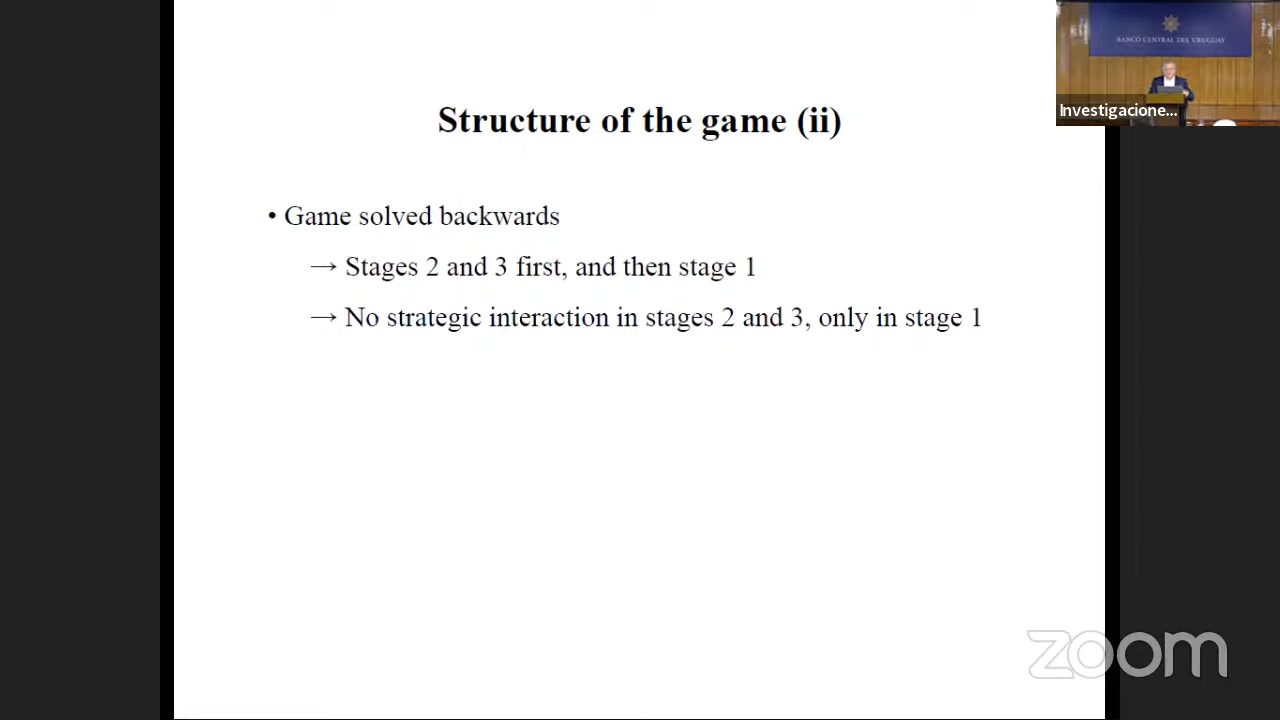 BANCO CENTRAL DEL URUGUAY
Investigacione...
Structure of the game (ii)
• Game solved backwards
→ Stages 2 and 3 first, and then stage 1
→ No strategic interaction in stages 2 and 3, only in stage 1
zoom